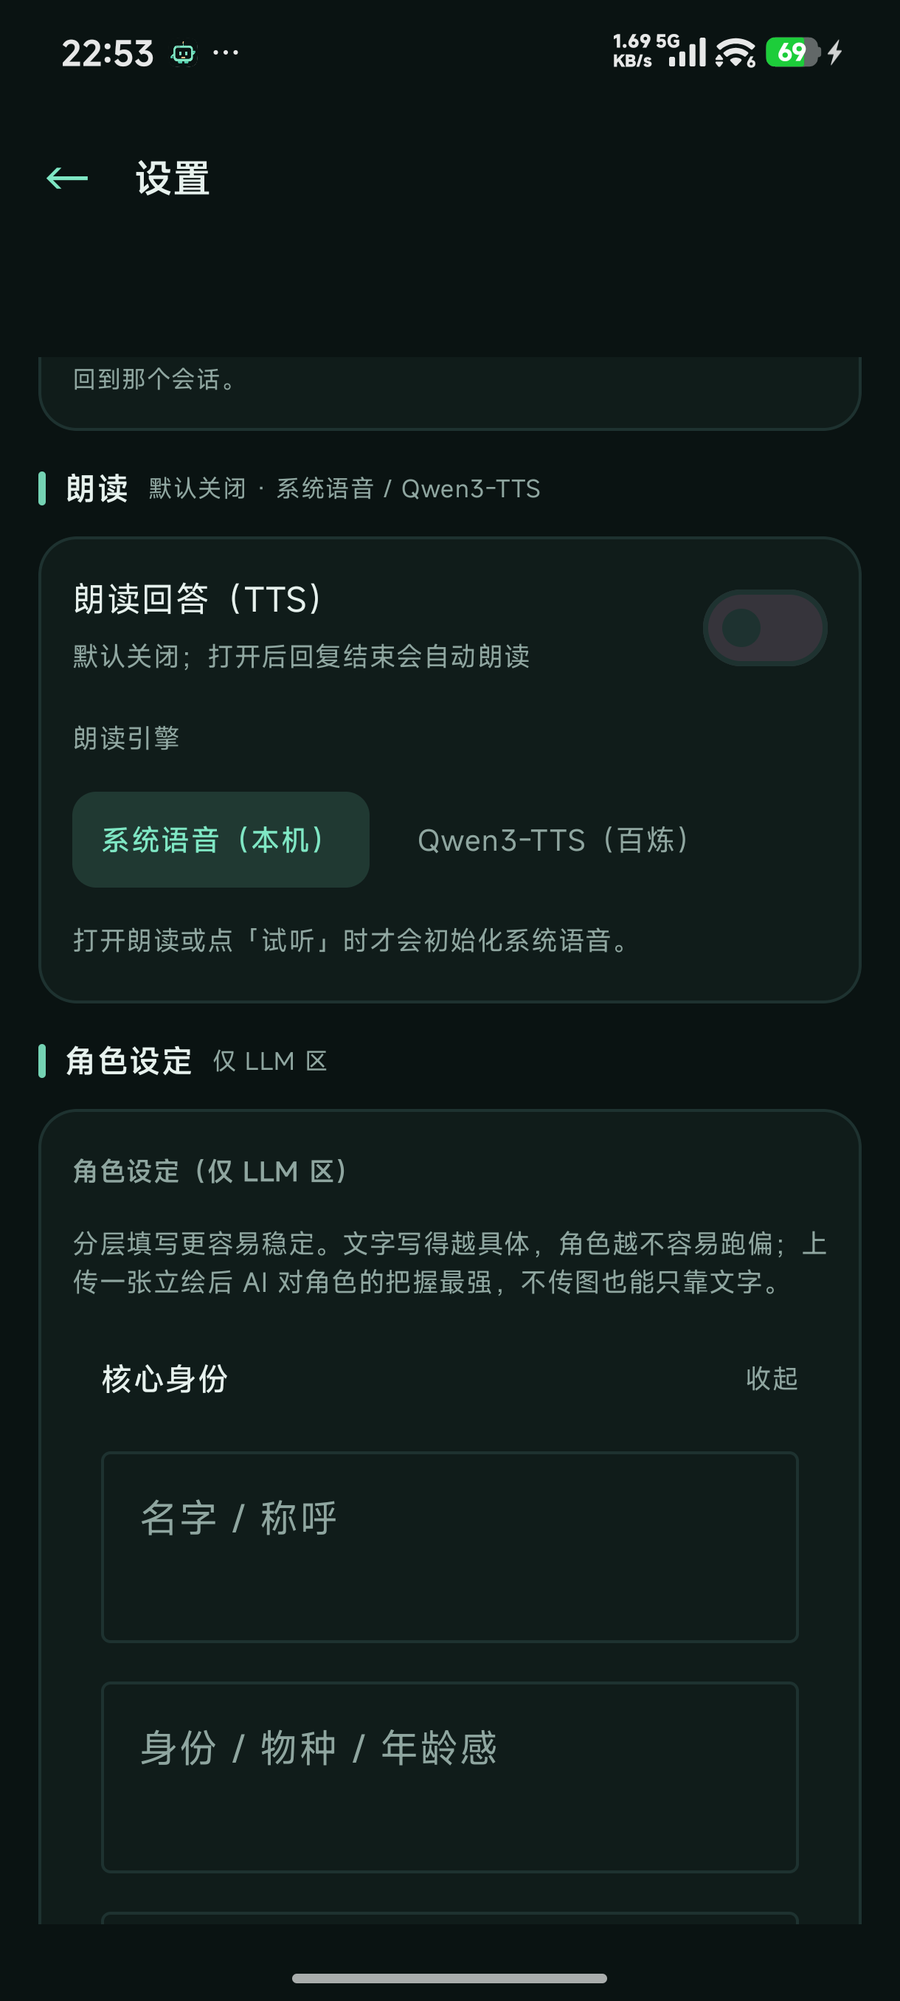 22:53 ···
1.69 5G
KB/s
6
69
设置
回到那个会话。
朗读 默认关闭 · 系统语音 / Qwen3-TTS
朗读回答（TTS）
默认关闭；打开后回复结束会自动朗读
朗读引擎
系统语音（本机） Qwen3-TTS（百炼）
打开朗读或点「试听」时才会初始化系统语音。
角色设定 仅 LLM 区
角色设定（仅 LLM 区）
分层填写更容易稳定。文字写得越具体，角色越不容易跑偏；上
传一张立绘后 AI 对角色的把握最强，不传图也能只靠文字。
核心身份 收起
名字 / 称呼
身份 / 物种 / 年龄感